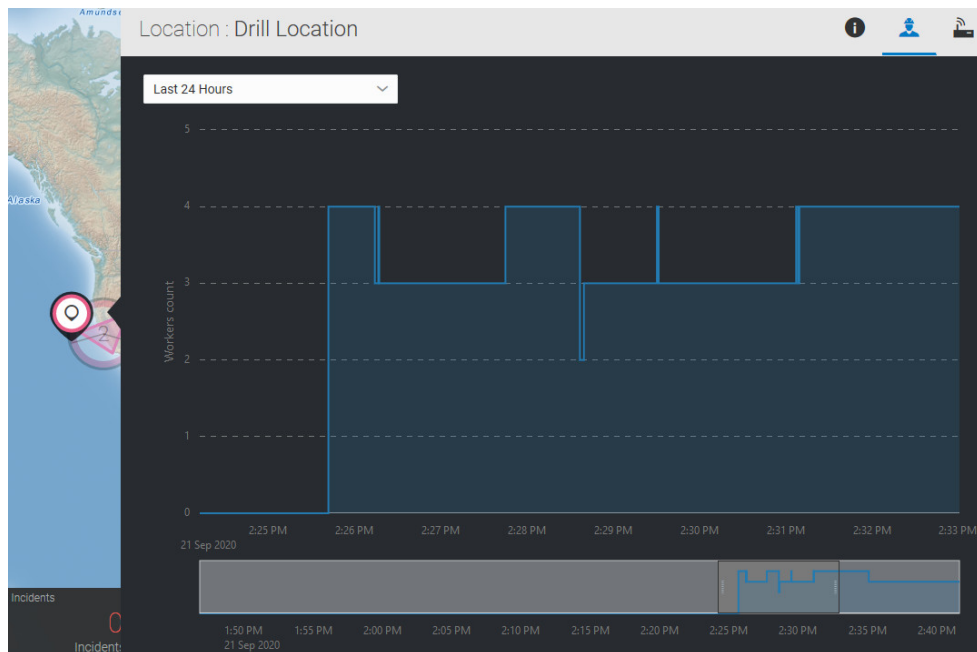 Amundse
Location : Drill Location
Last 24 Hours
5
4
Alaska
3
Workers count
2
2
1
0
2:25 PM 2:26 PM 2:27 PM 2:28 PM 2:29 PM 2:30 PM 2:31 PM 2:32 PM 2:33 PM
21 Sep 2020
Incidents
0
Incidents
1:50 PM 1:55 PM 2:00 PM 2:05 PM 2:10 PM 2:15 PM 2:20 PM 2:25 PM 2:30 PM 2:35 PM 2:40 PM
21 Sep 2020